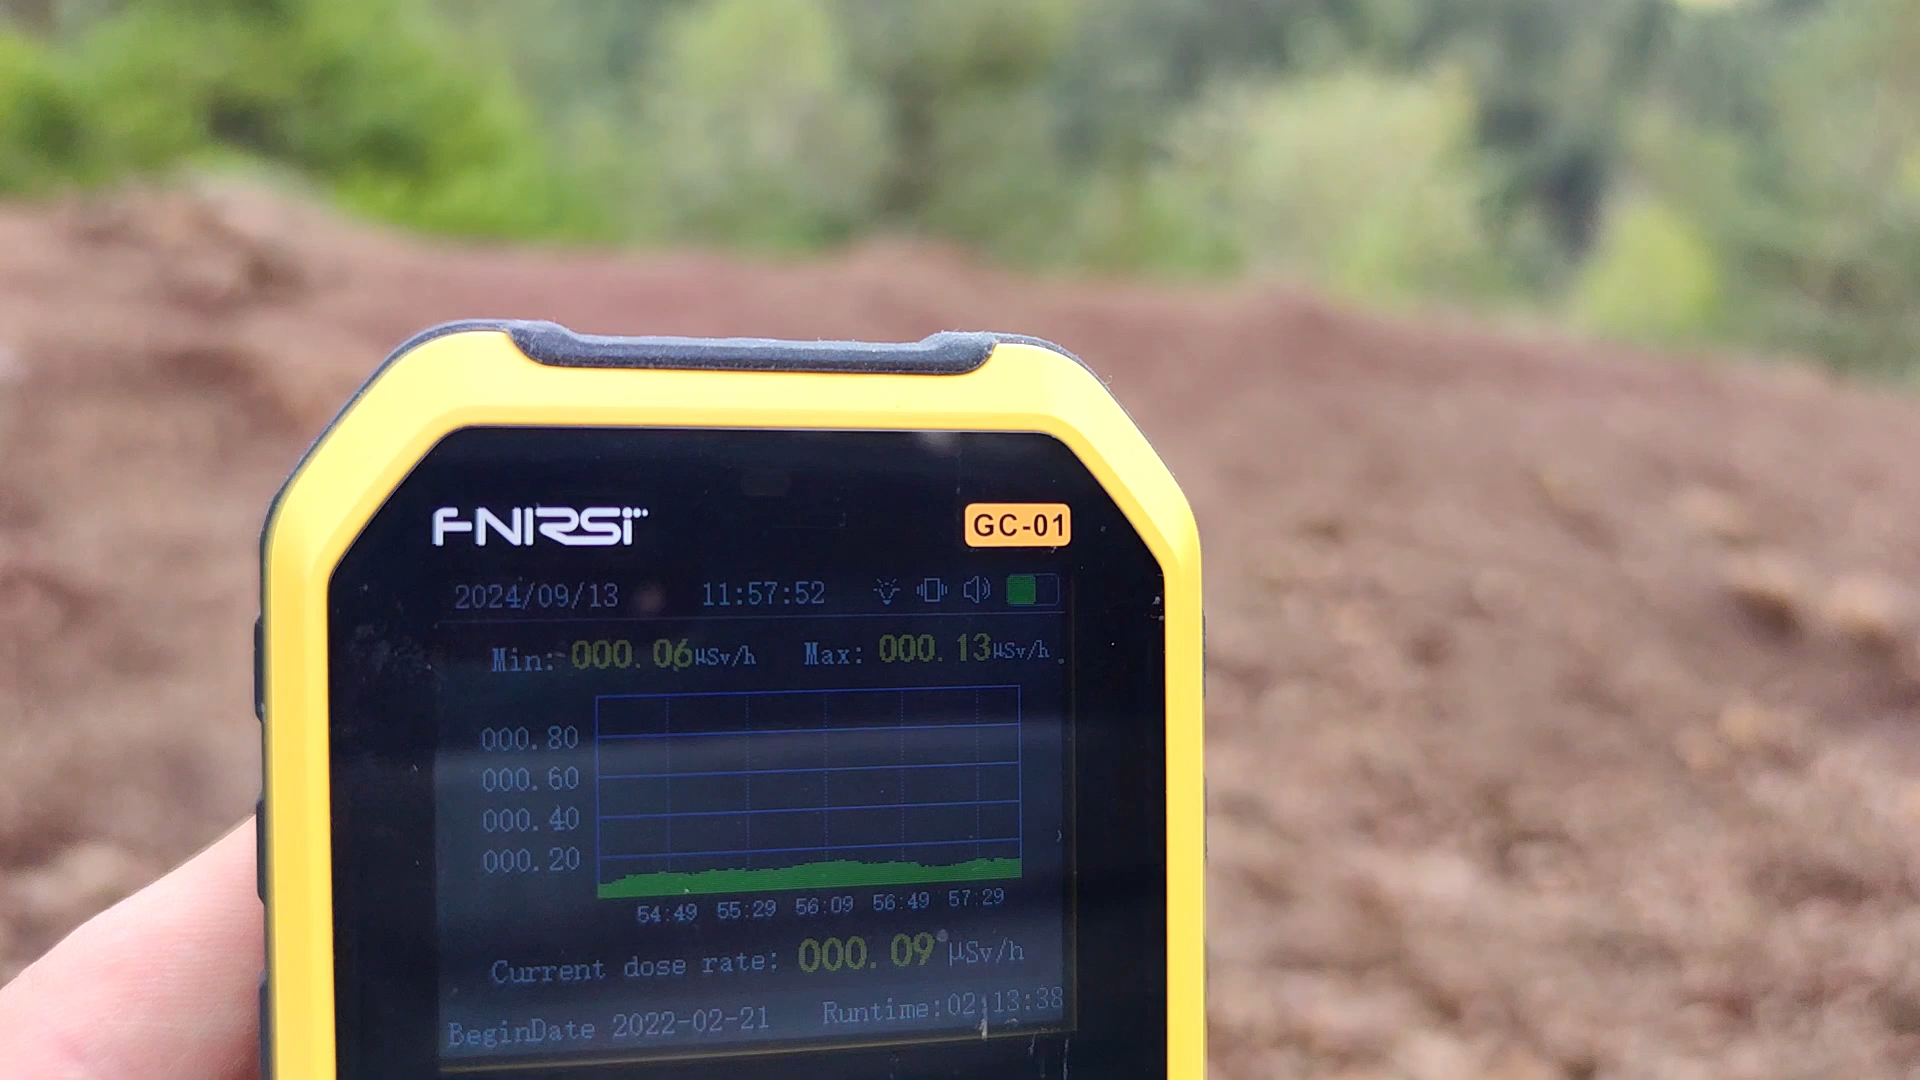 FNIRSI GC-01
2024/09/13 11:57:52
Min: 000.06μSv/h Max: 000.13μSv/h
000.80
000.60
000.40
000.20
54:49 55:29 56:09 56:49 57:29
Current dose rate: 000.09 μSv/h
BeginDate 2022-02-21 Runtime:02:13:38